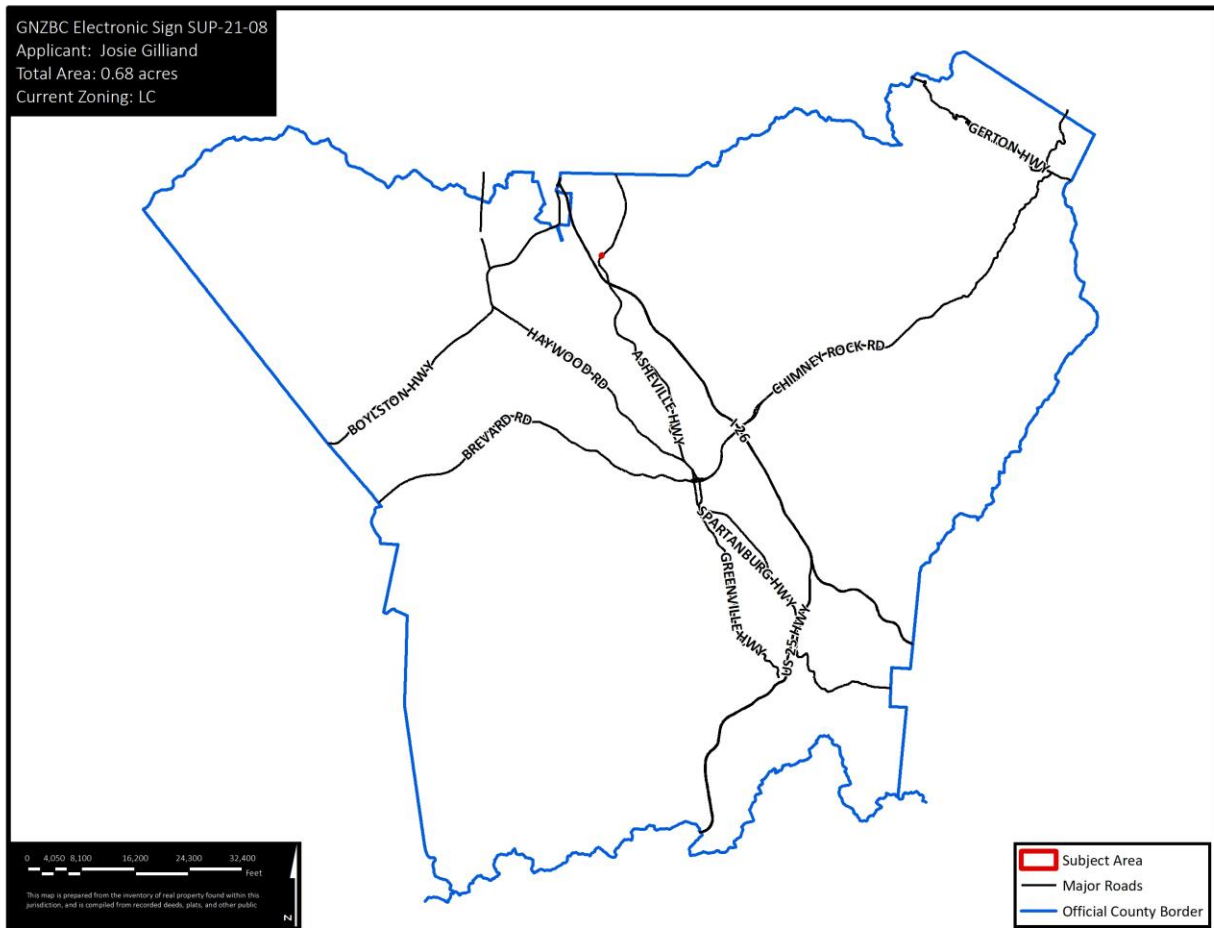 GNZBC Electronic Sign SUP-21-08
Applicant: Josie Gilliand
Total Area: 0.68 acres
Current Zoning: LC
GERTON HWY
CHIMNEY ROCK RD
HAYWOOD RD
ASHEVILLE HWY
BOYLSTON HWY
BREVARD RD
I-26
SPARTANBURG HWY
GREENVILLE HWY
US 25 HWY
0 4,050 8,100 16,200 24,300 32,400
Feet
This map is prepared from the inventory of real property found within this
jurisdiction, and is compiled from recorded deeds, plats, and other public
N
Subject Area
Major Roads
Official County Border